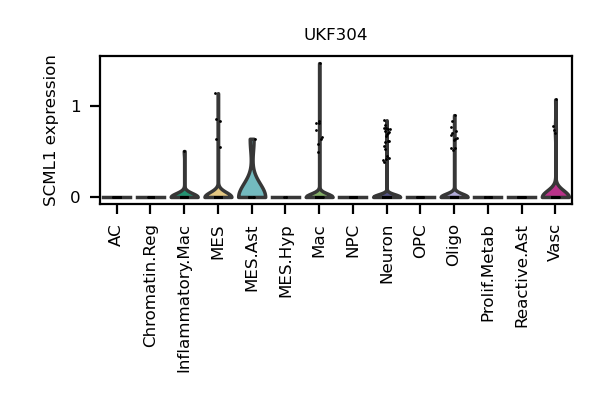 UKF304
SCML1 expression
1
0
AC
Chromatin.Reg
Inflammatory.Mac
MES
MES.Ast
MES.Hyp
Mac
NPC
Neuron
OPC
Oligo
Prolif.Metab
Reactive.Ast
Vasc